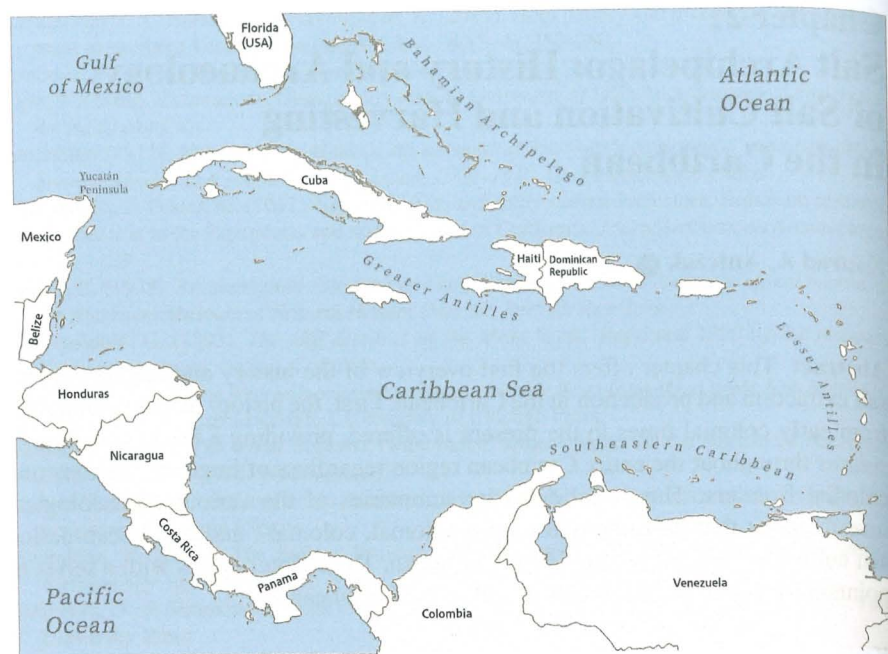 Florida
(USA)
Gulf
of Mexico
Bahamian Archipelago
Atlantic
Ocean
Yucatán
Peninsula
Cuba
Mexico
Haiti
Dominican
Republic
Greater Antilles
Belize
Lesser Antilles
Honduras
Caribbean Sea
Nicaragua
Southeastern Caribbean
Costa Rica
Panama
Venezuela
Pacific
Ocean
Colombia